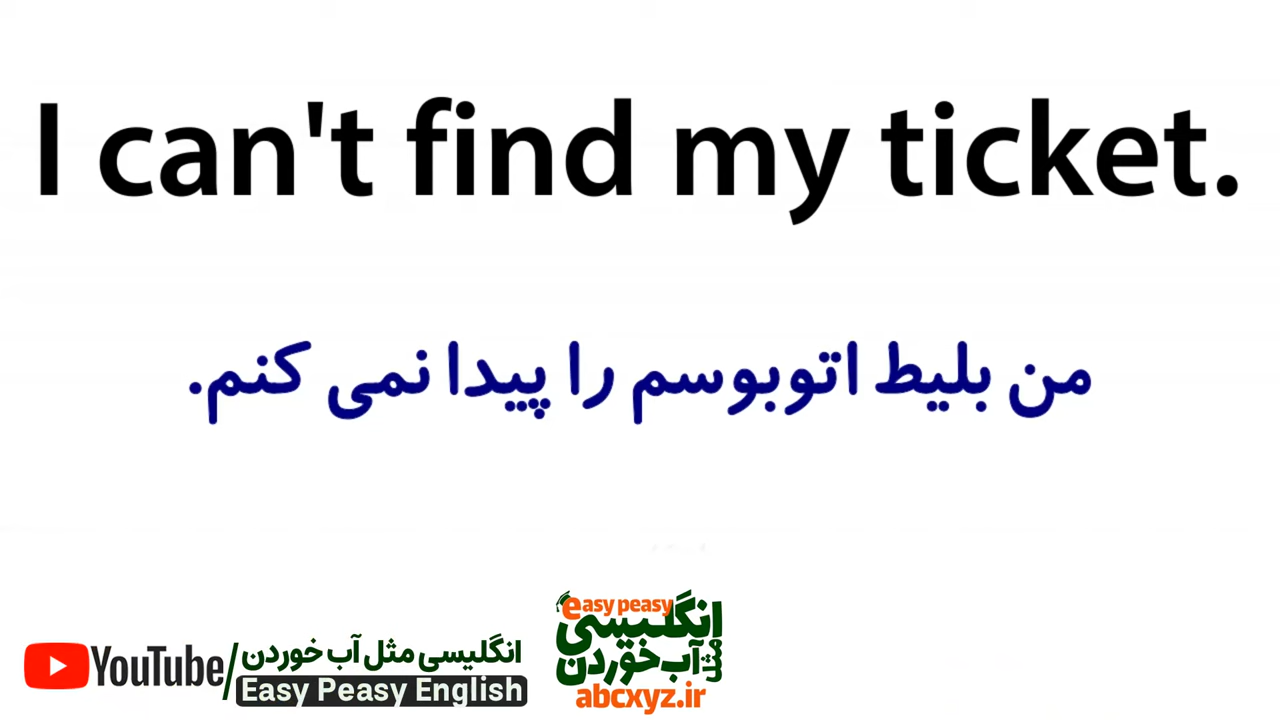 I can't find my ticket.
من بلیط اتوبوسم را پیدا نمی کنم.
YouTube/انگلیسی مثل آب خوردن
Easy Peasy English
easy peasy
انگلیسی
مثل
آب خوردن
abcxyz.ir